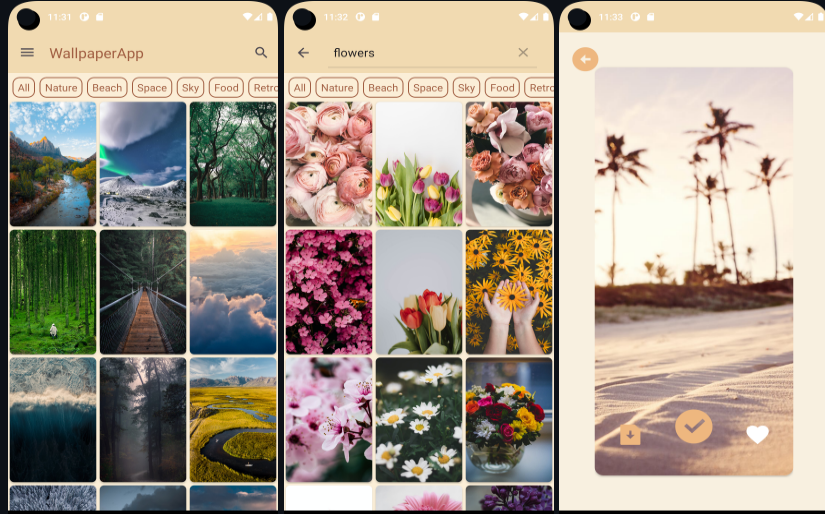 11:31
WallpaperApp
All Nature Beach Space Sky Food Retro
11:32
flowers
All Nature Beach Space Sky Food Retro
11:33